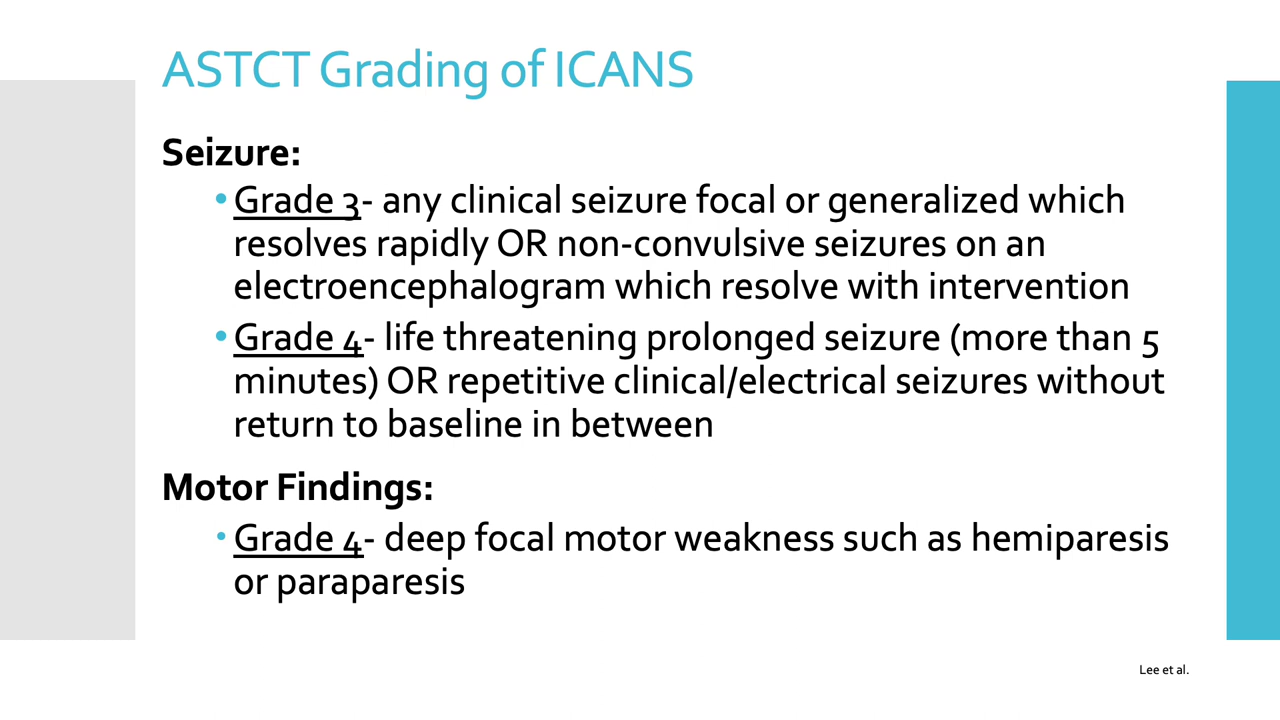 ASTCT Grading of ICANS
Seizure:
• Grade 3- any clinical seizure focal or generalized which
resolves rapidly OR non-convulsive seizures on an
electroencephalogram which resolve with intervention
• Grade 4- life threatening prolonged seizure (more than 5
minutes) OR repetitive clinical/electrical seizures without
return to baseline in between
Motor Findings:
• Grade 4- deep focal motor weakness such as hemiparesis
or paraparesis
Lee et al.